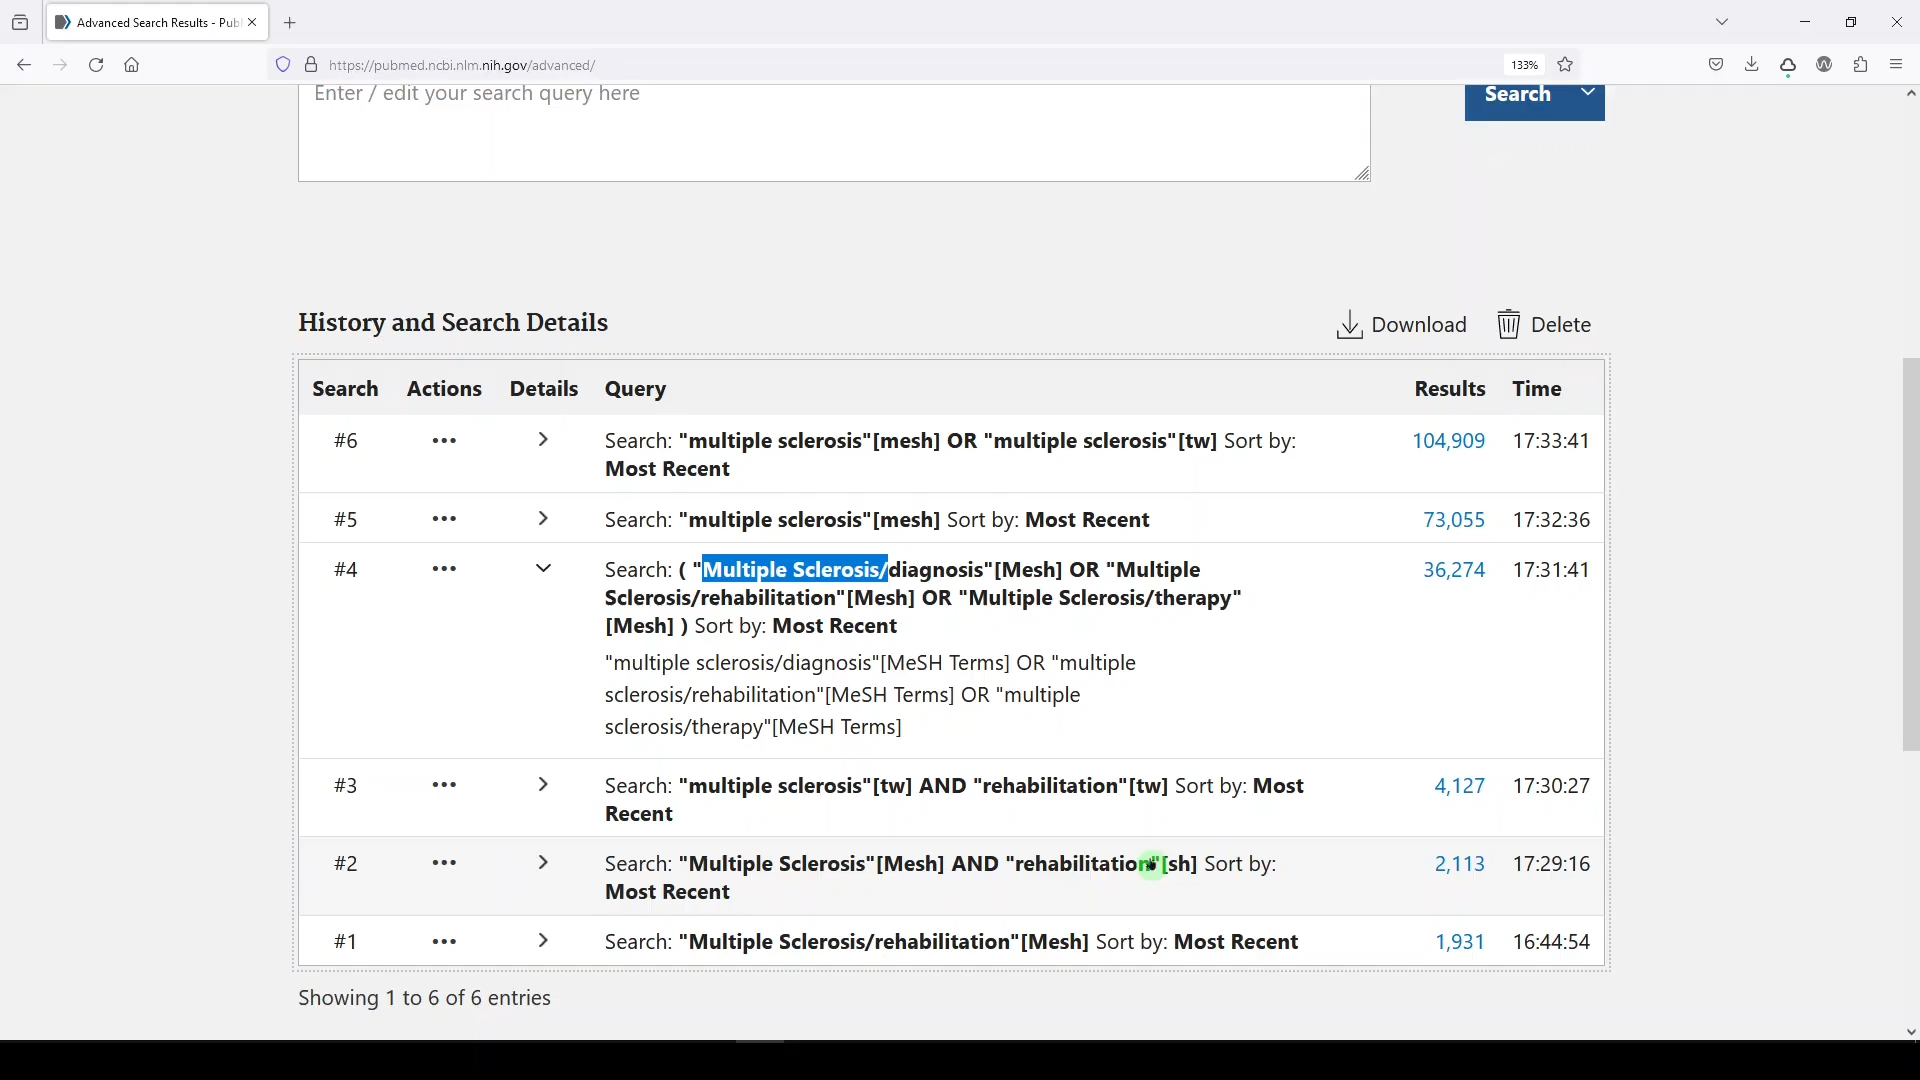 Advanced Search Results - Pub
https://pubmed.ncbi.nlm.nih.gov/advanced/
133%
Enter / edit your search query here
Search
History and Search Details
Download
Delete
Search Actions Details Query Results Time
#6 Search: "multiple sclerosis"[mesh] OR "multiple sclerosis"[tw] Sort by: 104,909 17:33:41
Most Recent
#5 Search: "multiple sclerosis"[mesh] Sort by: Most Recent 73,055 17:32:36
#4 Search: ( "Multiple Sclerosis/diagnosis"[Mesh] OR "Multiple 36,274 17:31:41
Sclerosis/rehabilitation"[Mesh] OR "Multiple Sclerosis/therapy"
[Mesh] ) Sort by: Most Recent
"multiple sclerosis/diagnosis"[MeSH Terms] OR "multiple
sclerosis/rehabilitation"[MeSH Terms] OR "multiple
sclerosis/therapy"[MeSH Terms]
#3 Search: "multiple sclerosis"[tw] AND "rehabilitation"[tw] Sort by: Most 4,127 17:30:27
Recent
#2 Search: "Multiple Sclerosis"[Mesh] AND "rehabilitation"[sh] Sort by: 2,113 17:29:16
Most Recent
#1 Search: "Multiple Sclerosis/rehabilitation"[Mesh] Sort by: Most Recent 1,931 16:44:54
Showing 1 to 6 of 6 entries